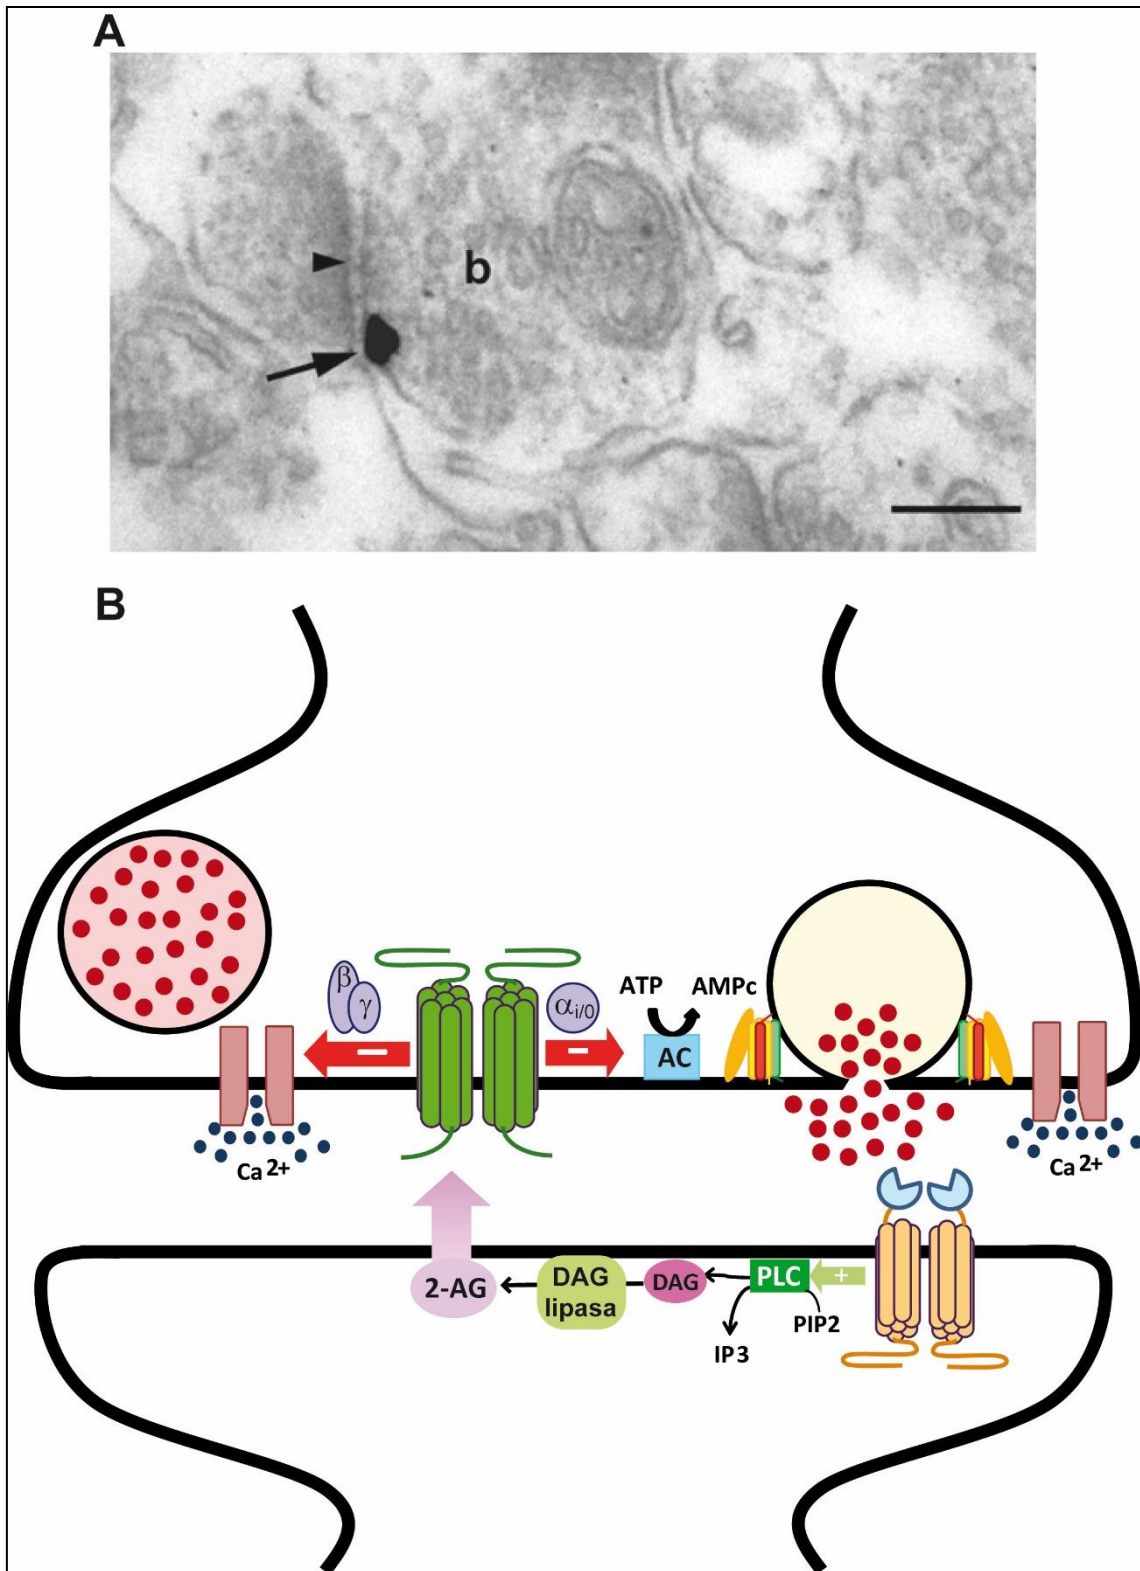 A
b
B
β
γ
αi/0
ATP
AMPc
AC
Ca 2+
Ca 2+
2-AG
DAG
lipasa
DAG
PLC
+
PIP2
IP3